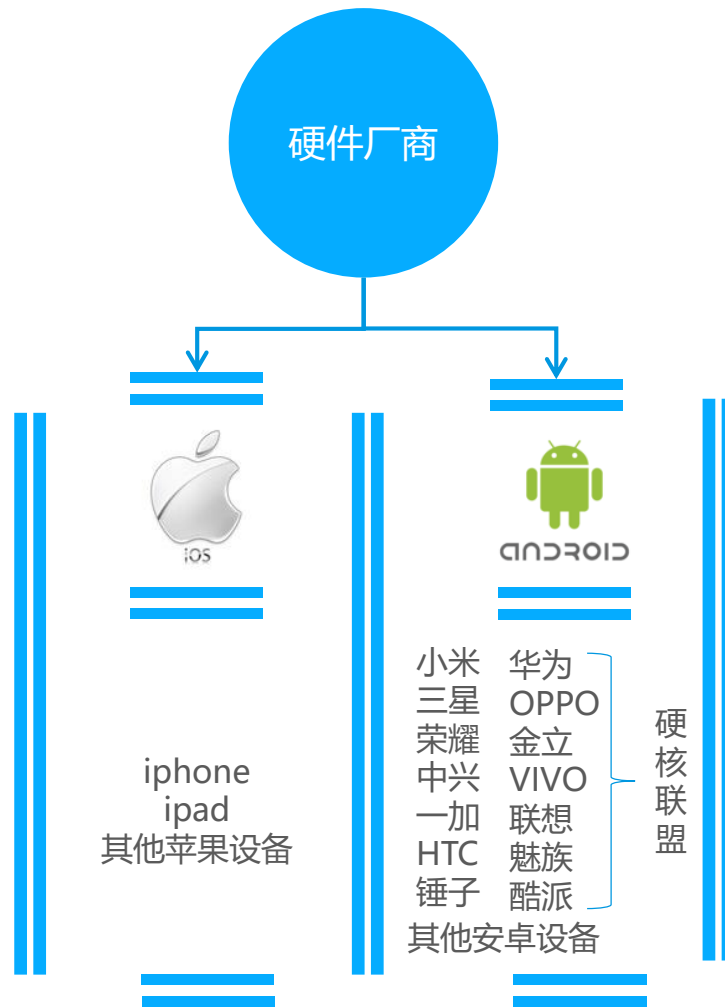 硬件厂商
iOS
iphone
ipad
其他苹果设备
ANDROID
小米 华为
三星 OPPO
荣耀 金立
中兴 VIVO
一加 联想
HTC 魅族
锤子 酷派
其他安卓设备
硬核联盟